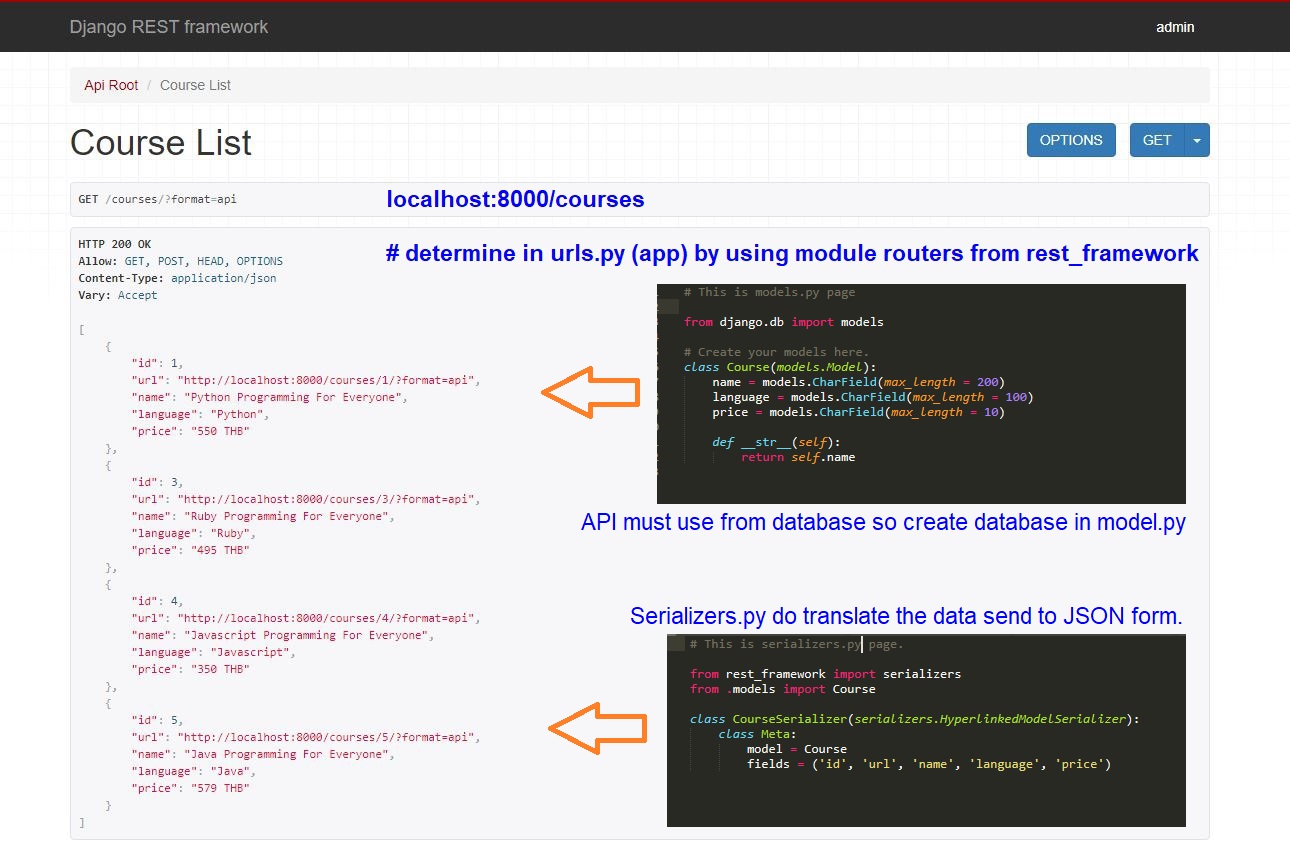 Django REST framework
admin
Api Root / Course List
Course List
OPTIONS
GET
GET /courses/?format=api
localhost:8000/courses
HTTP 200 OK
Allow: GET, POST, HEAD, OPTIONS
Content-Type: application/json
Vary: Accept
# determine in urls.py (app) by using module routers from rest_framework
[
{
"id": 1,
"url": "http://localhost:8000/courses/1/?format=api",
"name": "Python Programming For Everyone",
"language": "Python",
"price": "550 THB"
},
{
"id": 3,
"url": "http://localhost:8000/courses/3/?format=api",
"name": "Ruby Programming For Everyone",
"language": "Ruby",
"price": "495 THB"
},
{
"id": 4,
"url": "http://localhost:8000/courses/4/?format=api",
"name": "Javascript Programming For Everyone",
"language": "Javascript",
"price": "350 THB"
},
{
"id": 5,
"url": "http://localhost:8000/courses/5/?format=api",
"name": "Java Programming For Everyone",
"language": "Java",
"price": "579 THB"
}
]
# This is models.py page
from django.db import models
# Create your models here.
class Course(models.Model):
name = models.CharField(max_length = 200)
language = models.CharField(max_length = 100)
price = models.CharField(max_length = 10)
def __str__(self):
return self.name
API must use from database so create database in model.py
Serializers.py do translate the data send to JSON form.
# This is serializers.py page.
from rest_framework import serializers
from .models import Course
class CourseSerializer(serializers.HyperlinkedModelSerializer):
class Meta:
model = Course
fields = ('id', 'url', 'name', 'language', 'price')